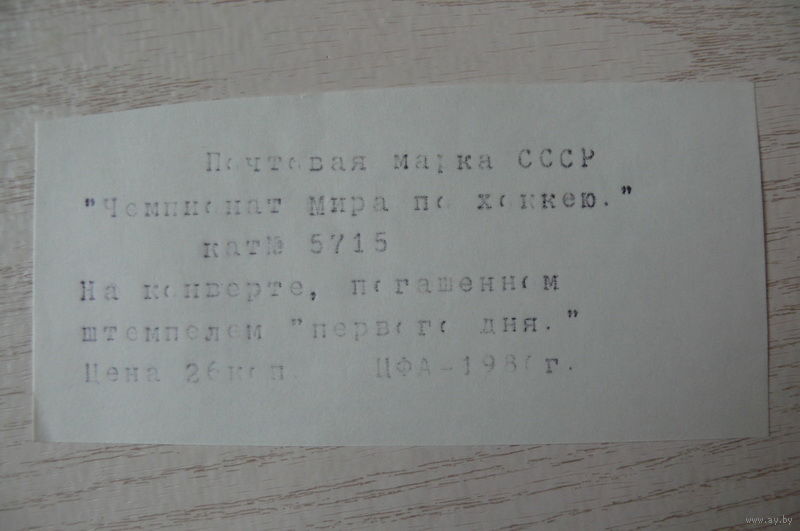 Почтовая марка СССР
"Чемпионат Мира по хоккею."
кат№ 5715
На конверте, погашенном
штемпелем "первого дня."
Цена 26коп. ЦФА-1986г.
www.ay.by